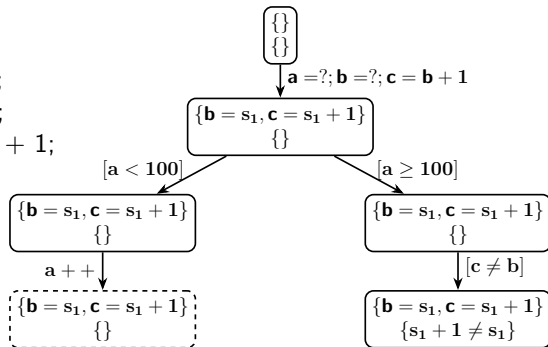 {}
{}
a =?; b =?; c = b + 1
;
;
+ 1;
{b = s₁, c = s₁ + 1}
{}
[a < 100]
[a ≥ 100]
{b = s₁, c = s₁ + 1}
{}
{b = s₁, c = s₁ + 1}
{}
a + +
[c ≠ b]
{b = s₁, c = s₁ + 1}
{}
{b = s₁, c = s₁ + 1}
{s₁ + 1 ≠ s₁}